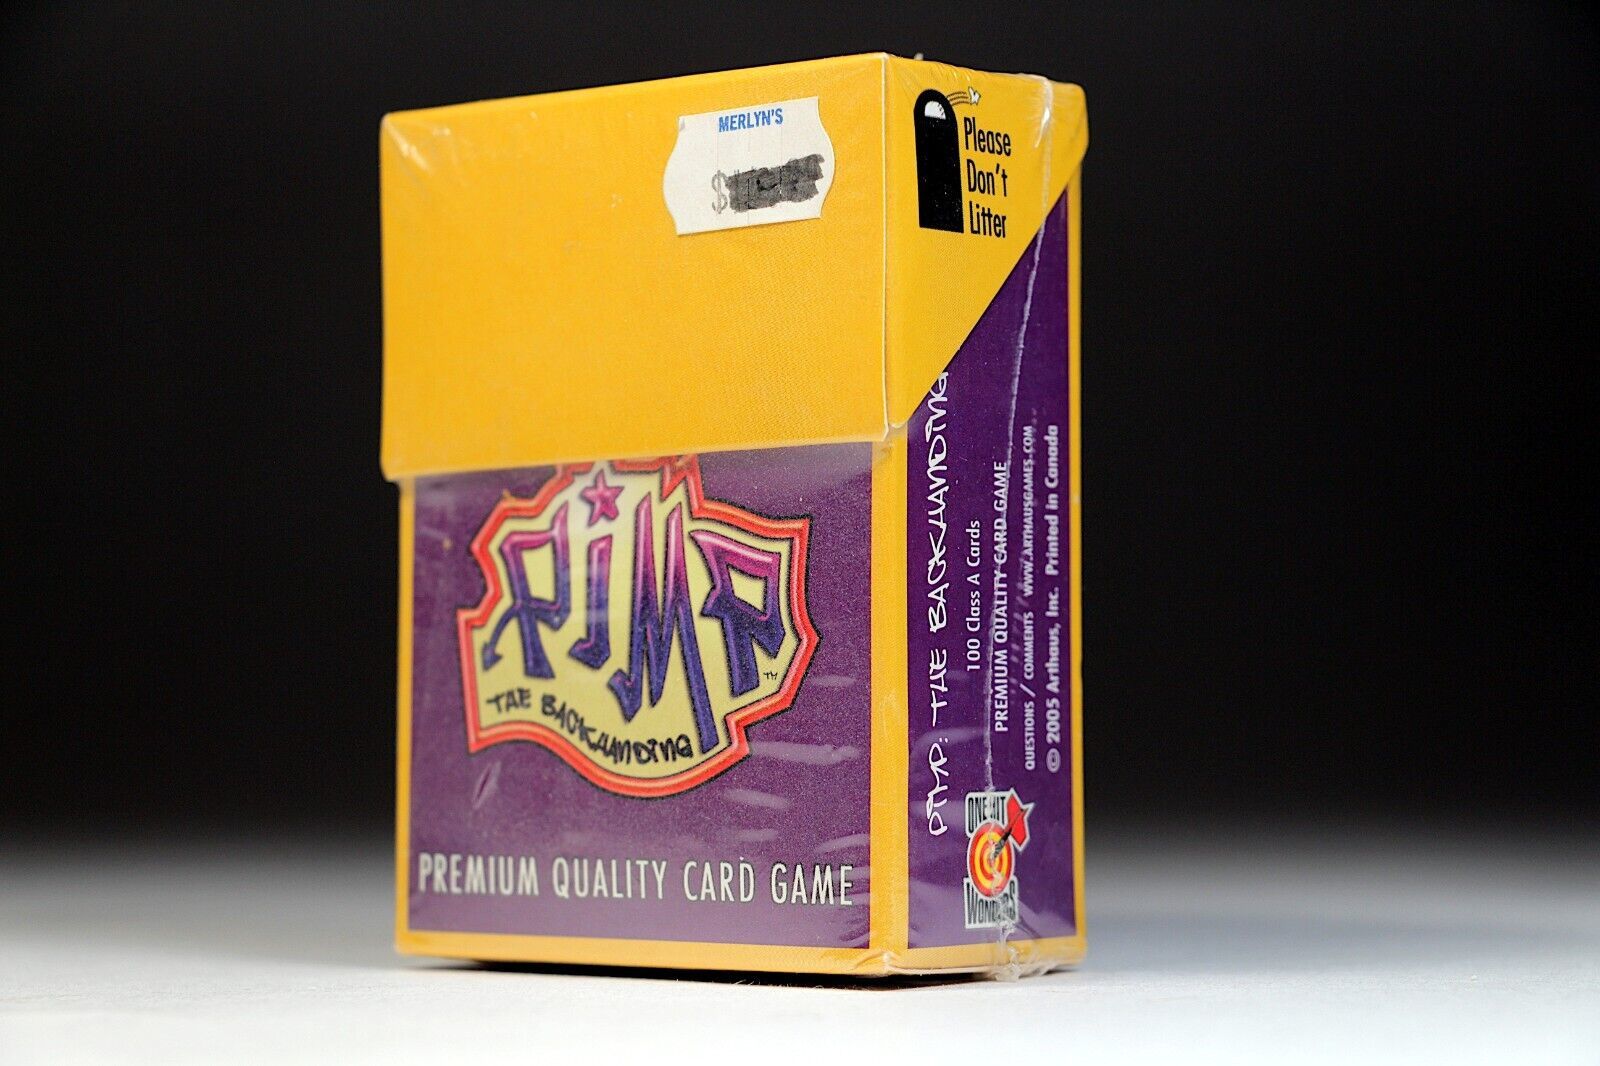 MERLYN'S
$
Please
Don't
Litter
PIMP
TM
THE BACKHANDING
PREMIUM QUALITY CARD GAME
PIMP: THE BACKHANDING
100 Class A Cards
PREMIUM QUALITY CARD GAME
QUESTIONS / COMMENTS WWW.ARTHAUSGAMES.COM
© 2005 Arthaus, Inc. Printed in Canada
ONE HIT
WONDERS